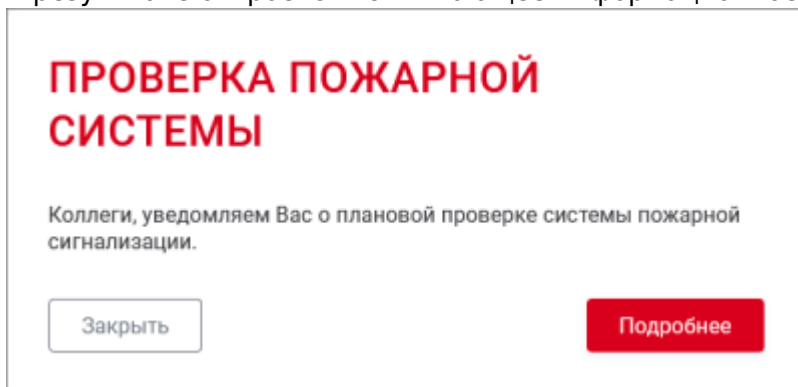 ПРОВЕРКА ПОЖАРНОЙ
СИСТЕМЫ
Коллеги, уведомляем Вас о плановой проверке системы пожарной
сигнализации.
Закрыть
Подробнее